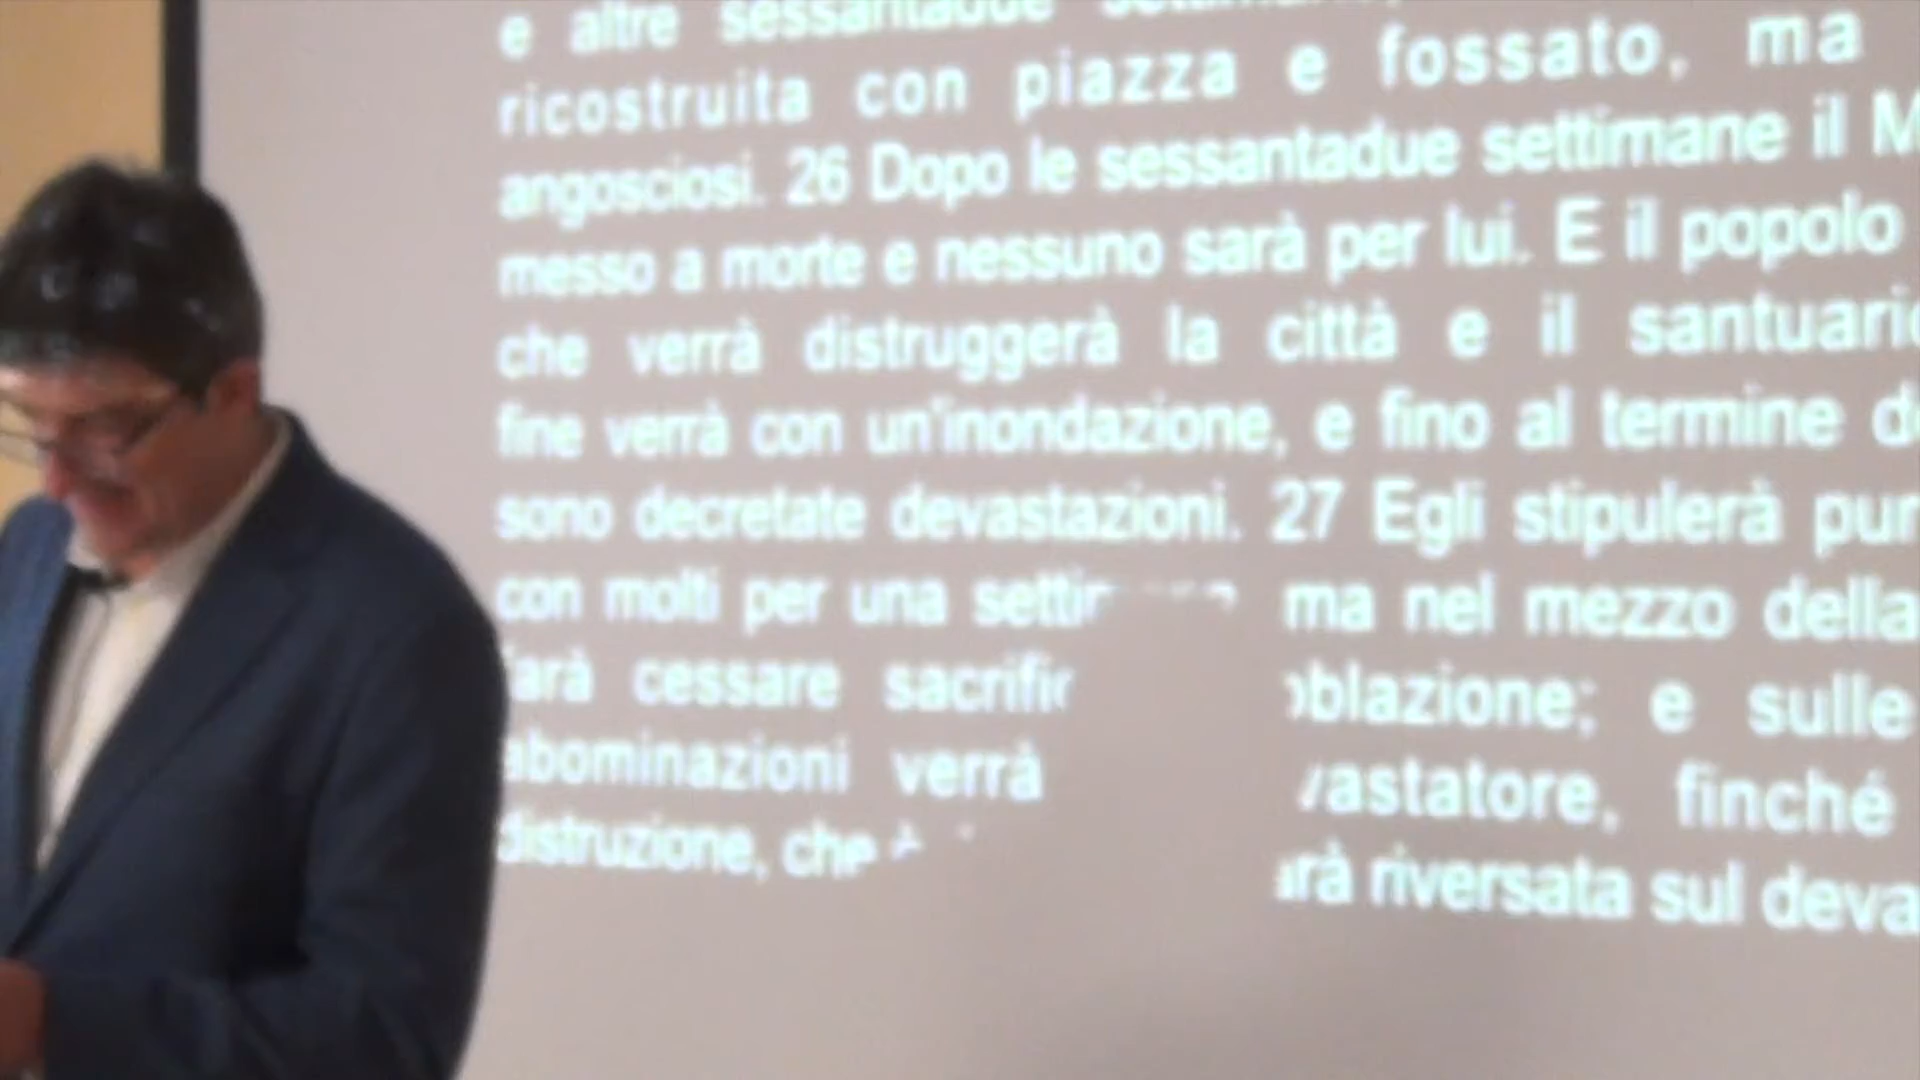 e altre sessantadue
ricostruita con piazza e fossato, ma
angosciosi. 26 Dopo le sessantadue settimane il M
messo a morte e nessuno sarà per lui. E il popolo
che verrà distruggerà la città e il santuario
fine verrà con un'inondazione, e fino al termine
sono decretate devastazioni. 27 Egli stipulerà pur
con molti per una ma nel mezzo della
cessare e sulle
abominazioni verrà finché
distruzione, che riversata sul